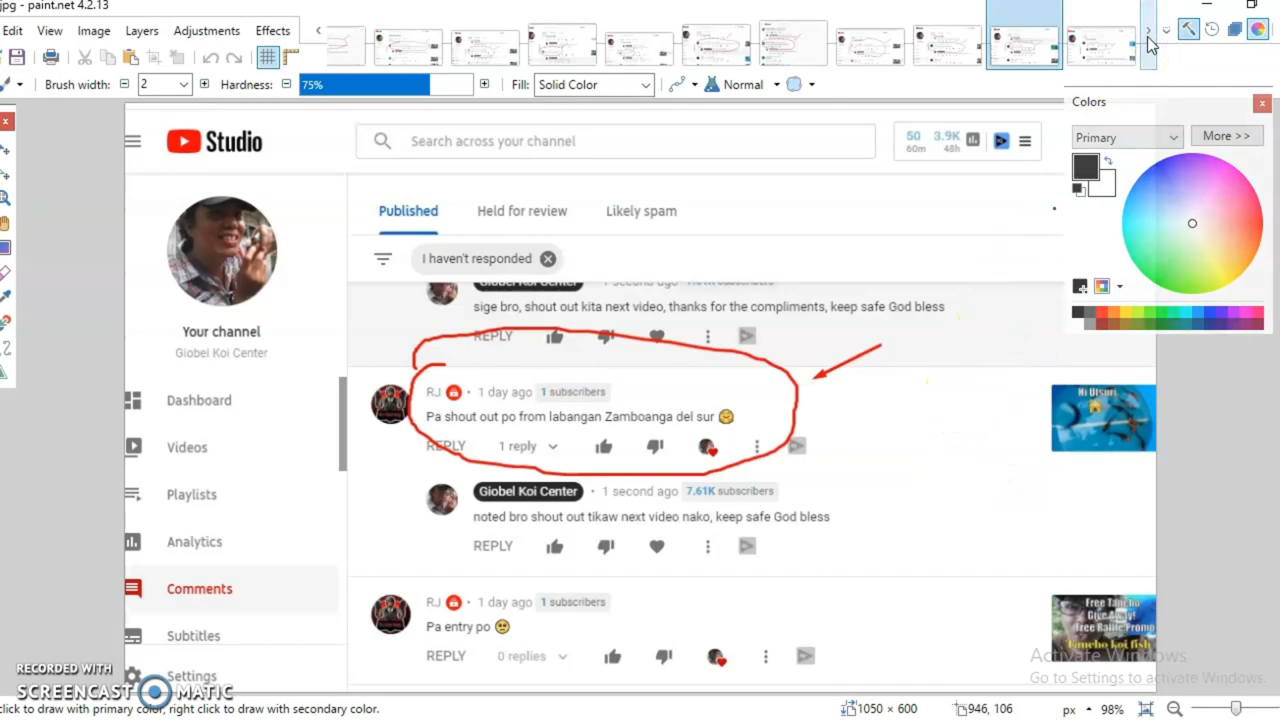 jpg - paint.net 4.2.13
Edit View Image Layers Adjustments Effects
Brush width: 2 Hardness: 75% Fill: Solid Color Normal
Colors
Primary More >>
Studio
Search across your channel
50 3.9K
60m 48h
Published Held for review Likely spam
I haven't responded
Your channel
Giobel Koi Center
Dashboard
Videos
Playlists
Analytics
Comments
Subtitles
Settings
Giobel Koi Center
sige bro, shout out kita next video, thanks for the compliments, keep safe God bless
REPLY
RJ • 1 day ago 1 subscribers
Pa shout out po from labangan Zamboanga del sur
REPLY 1 reply
Giobel Koi Center • 1 second ago 7.61K subscribers
noted bro shout out tikaw next video nako, keep safe God bless
REPLY
RJ • 1 day ago 1 subscribers
Pa entry po
REPLY 0 replies
Hi Utsuri
Free Tancho
Give Away!
Free Raffle Promo
Tancho Koi fish
Activate Windows
Go to Settings to activate Windows.
RECORDED WITH
SCREENCAST MATIC
click to draw with primary color, right click to draw with secondary color.
1050 × 600 946, 106 px 98%